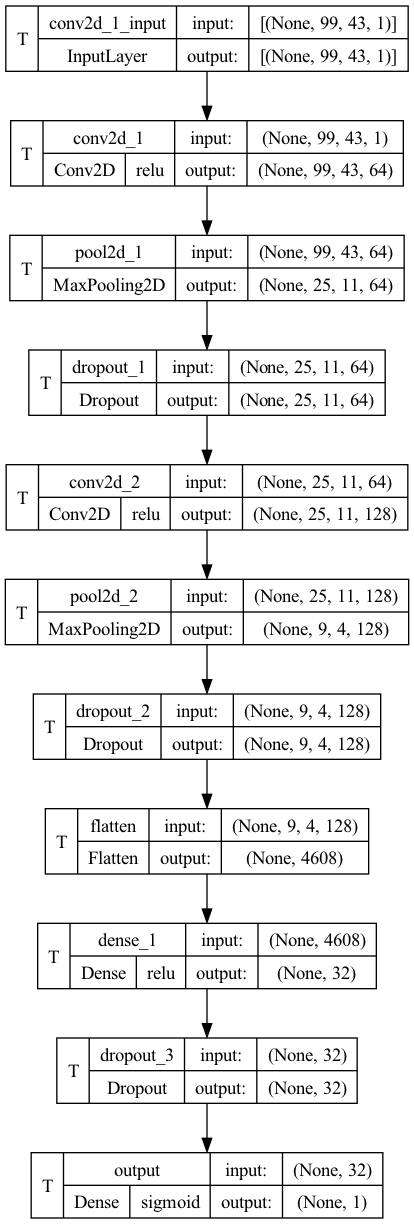 T conv2d_1_input input: [(None, 99, 43, 1)]
InputLayer output: [(None, 99, 43, 1)]
T conv2d_1 input: (None, 99, 43, 1)
Conv2D relu output: (None, 99, 43, 64)
T pool2d_1 input: (None, 99, 43, 64)
MaxPooling2D output: (None, 25, 11, 64)
T dropout_1 input: (None, 25, 11, 64)
Dropout output: (None, 25, 11, 64)
T conv2d_2 input: (None, 25, 11, 64)
Conv2D relu output: (None, 25, 11, 128)
T pool2d_2 input: (None, 25, 11, 128)
MaxPooling2D output: (None, 9, 4, 128)
T dropout_2 input: (None, 9, 4, 128)
Dropout output: (None, 9, 4, 128)
T flatten input: (None, 9, 4, 128)
Flatten output: (None, 4608)
T dense_1 input: (None, 4608)
Dense relu output: (None, 32)
T dropout_3 input: (None, 32)
Dropout output: (None, 32)
T output input: (None, 32)
Dense sigmoid output: (None, 1)